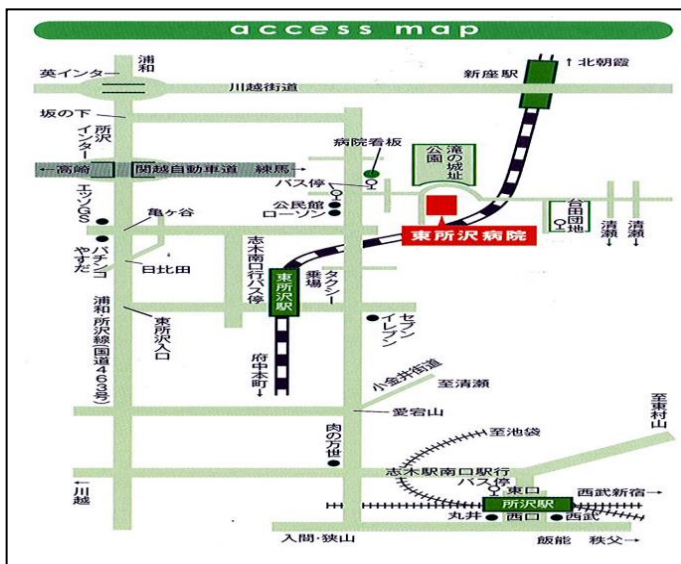 access map
浦和
英インター
川越街道
新座駅
↑北朝霞
坂の下
所沢インター
病院看板
滝の城址公園
←高崎 関越自動車道 練馬→
バス停
公民館
ローソン
エッソGS
亀ヶ谷
台田団地
清瀬→
清瀬→
東所沢病院
パチンコやすだ
日比田
志木南口行バス停
東所沢駅
タクシー乗場
浦和・所沢線(国道463号)
東所沢入口
セブンイレブン
府中本町→
小金井街道
至清瀬
愛宕山
至東村山
肉の万世
至池袋
志木駅南口駅行
バス停
東口
←川越
所沢駅
西武新宿→
丸井
西口
西武
入間・狭山
飯能 秩父→